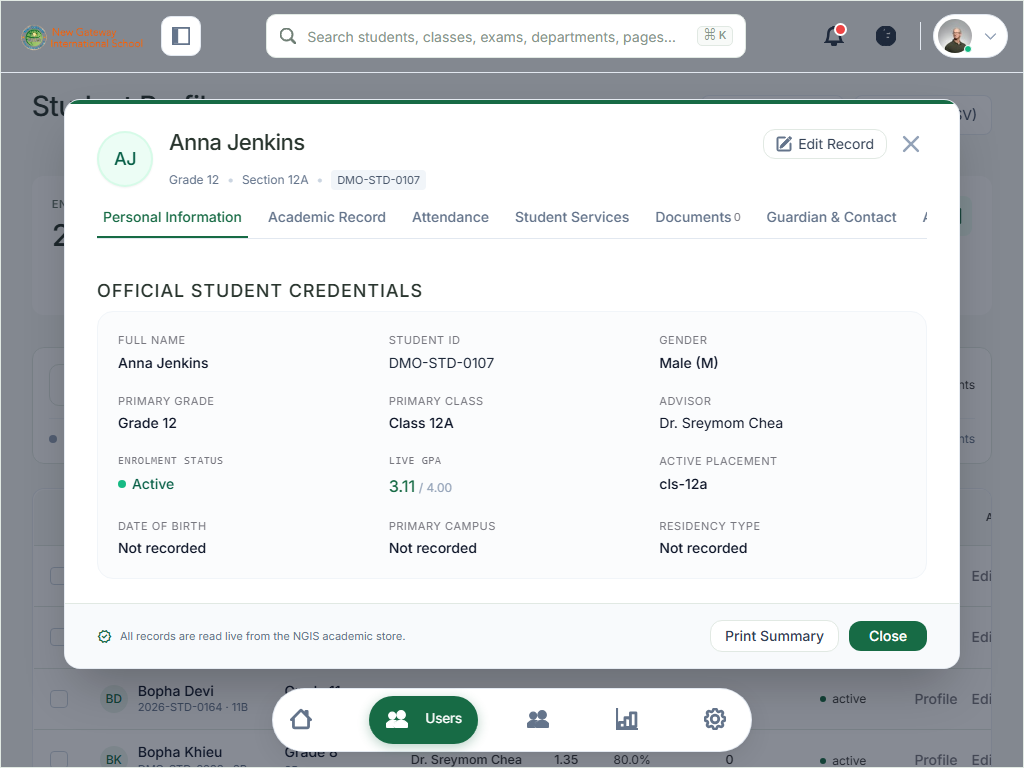 New Gateway
International School
Search students, classes, exams, departments, pages...
⌘ K
Anna Jenkins
AJ
Edit Record
Grade 12 • Section 12A • DMO-STD-0107
Personal Information
Academic Record
Attendance
Student Services
Documents 0
Guardian & Contact
OFFICIAL STUDENT CREDENTIALS
FULL NAME
STUDENT ID
GENDER
Anna Jenkins
DMO-STD-0107
Male (M)
PRIMARY GRADE
PRIMARY CLASS
ADVISOR
Grade 12
Class 12A
Dr. Sreymom Chea
ENROLMENT STATUS
LIVE GPA
ACTIVE PLACEMENT
Active
3.11 / 4.00
cls-12a
DATE OF BIRTH
PRIMARY CAMPUS
RESIDENCY TYPE
Not recorded
Not recorded
Not recorded
All records are read live from the NGIS academic store.
Print Summary
Close
BD
Bopha Devi
2026-STD-0164 · 11B
active
Profile
Users
BK
Bopha Khieu
Grade 8
Dr. Sreymom Chea
1.35
80.0%
0
active
Profile